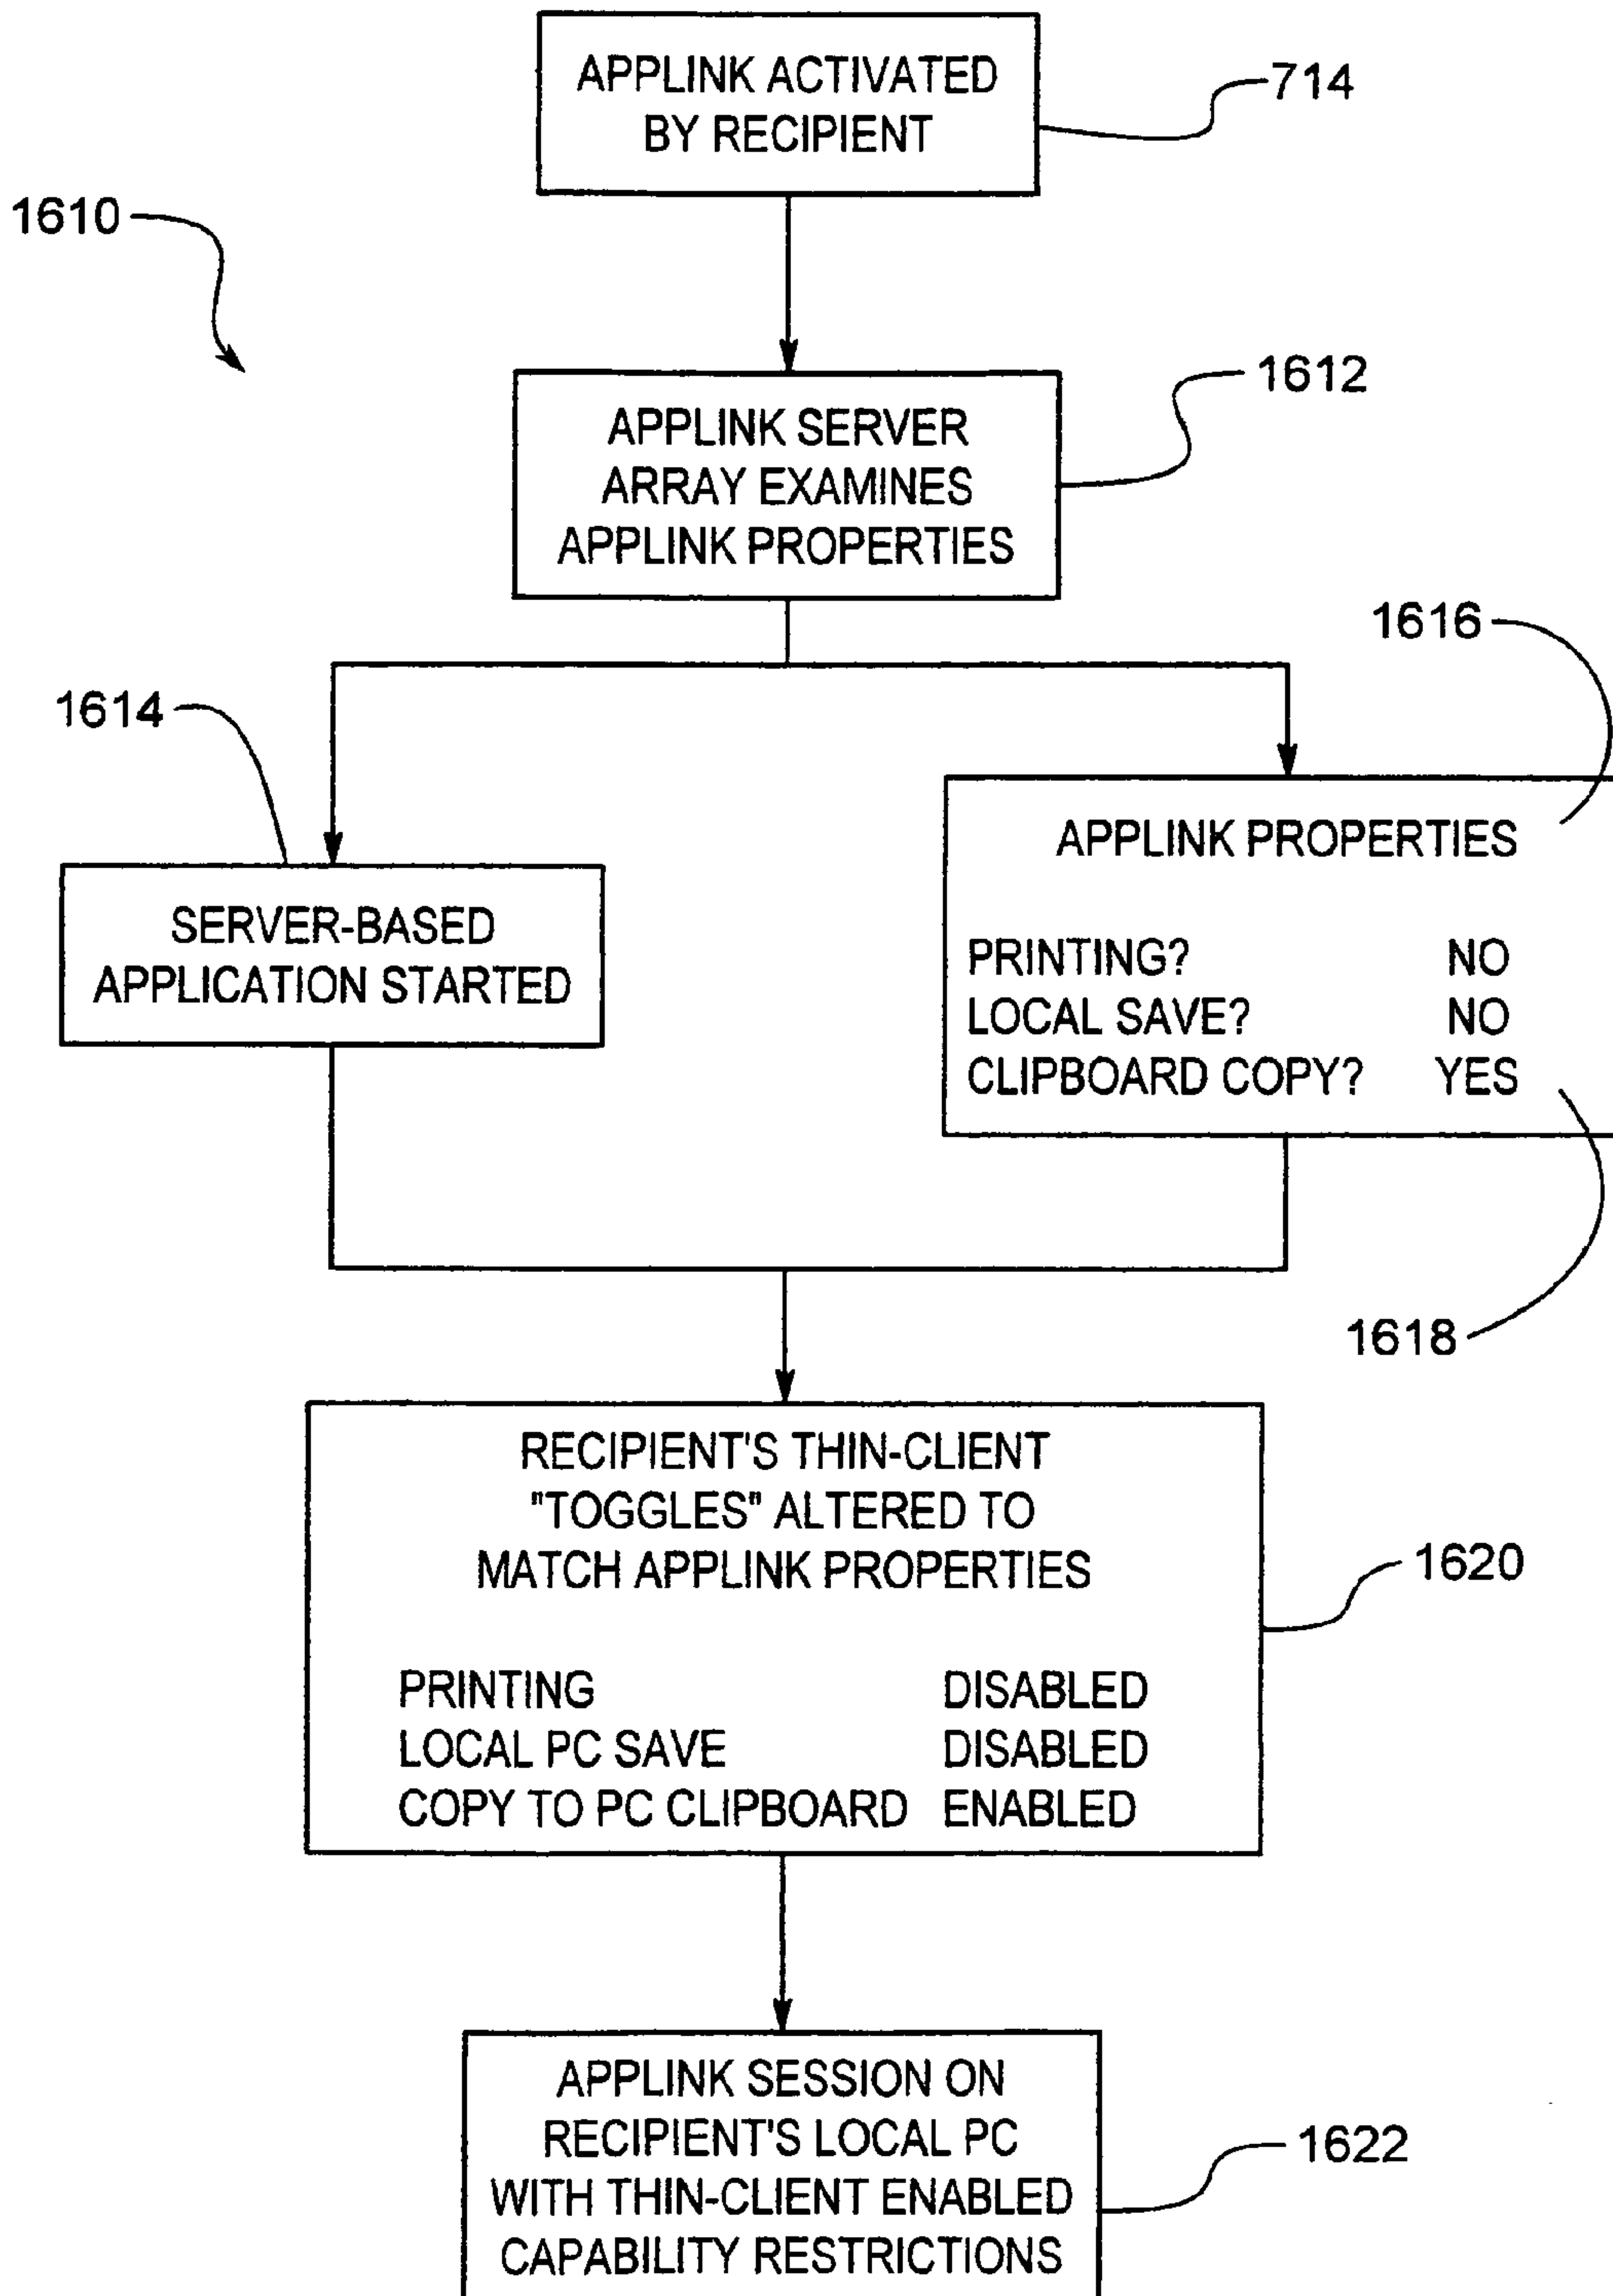 APPLINK ACTIVATED
BY RECIPIENT
714
1610
1612
APPLINK SERVER
ARRAY EXAMINES
APPLINK PROPERTIES
1616
1614
APPLINK PROPERTIES
SERVER-BASED
APPLICATION STARTED
PRINTING? NO
LOCAL SAVE? NO
CLIPBOARD COPY? YES
1618
RECIPIENT'S THIN-CLIENT
"TOGGLES" ALTERED TO
MATCH APPLINK PROPERTIES
1620
PRINTING DISABLED
LOCAL PC SAVE DISABLED
COPY TO PC CLIPBOARD ENABLED
APPLINK SESSION ON
RECIPIENT'S LOCAL PC
WITH THIN-CLIENT ENABLED
CAPABILITY RESTRICTIONS
1622